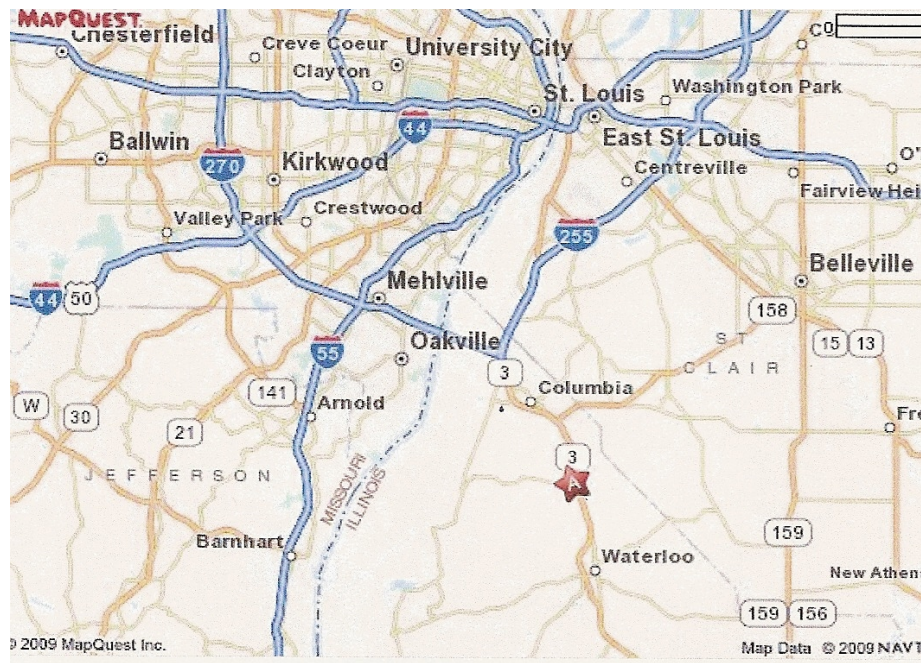 MAPQUEST
Chesterfield
Creve Coeur
University City
Clayton
St. Louis
Washington Park
East St. Louis
Ballwin
44
270
Kirkwood
Centreville
Fairview Hei
Valley Park
Crestwood
255
Belleville
Mehlville
44
50
158
Oakville
55
ST
CLAIR
15
13
3
Columbia
141
Arnold
W
30
21
Fre
3
A
JEFFERSON
MISSOURI
ILLINOIS
159
Barnhart
Waterloo
New Athen
159
156
© 2009 MapQuest Inc.
Map Data © 2009 NAVT